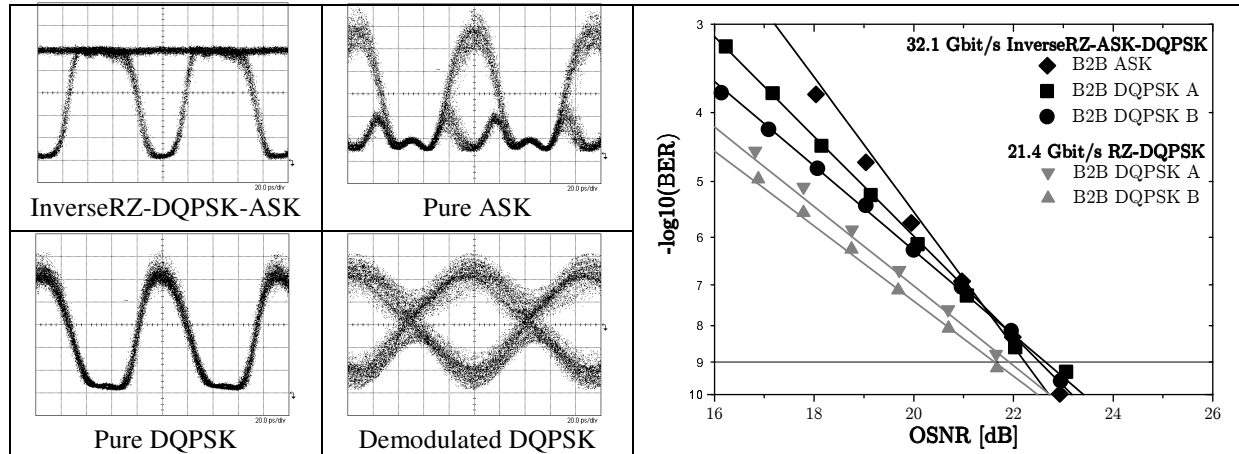 20.0 ps/div
InverseRZ-DQPSK-ASK
20.0 ps/div
Pure ASK
20.0 ps/div
Pure DQPSK
20.0 ps/div
Demodulated DQPSK
3
4
5
6
7
8
9
10
-log10(BER)
16
18
20
22
24
26
OSNR [dB]
32.1 Gbit/s InverseRZ-ASK-DQPSK
B2B ASK
B2B DQPSK A
B2B DQPSK B
21.4 Gbit/s RZ-DQPSK
B2B DQPSK A
B2B DQPSK B